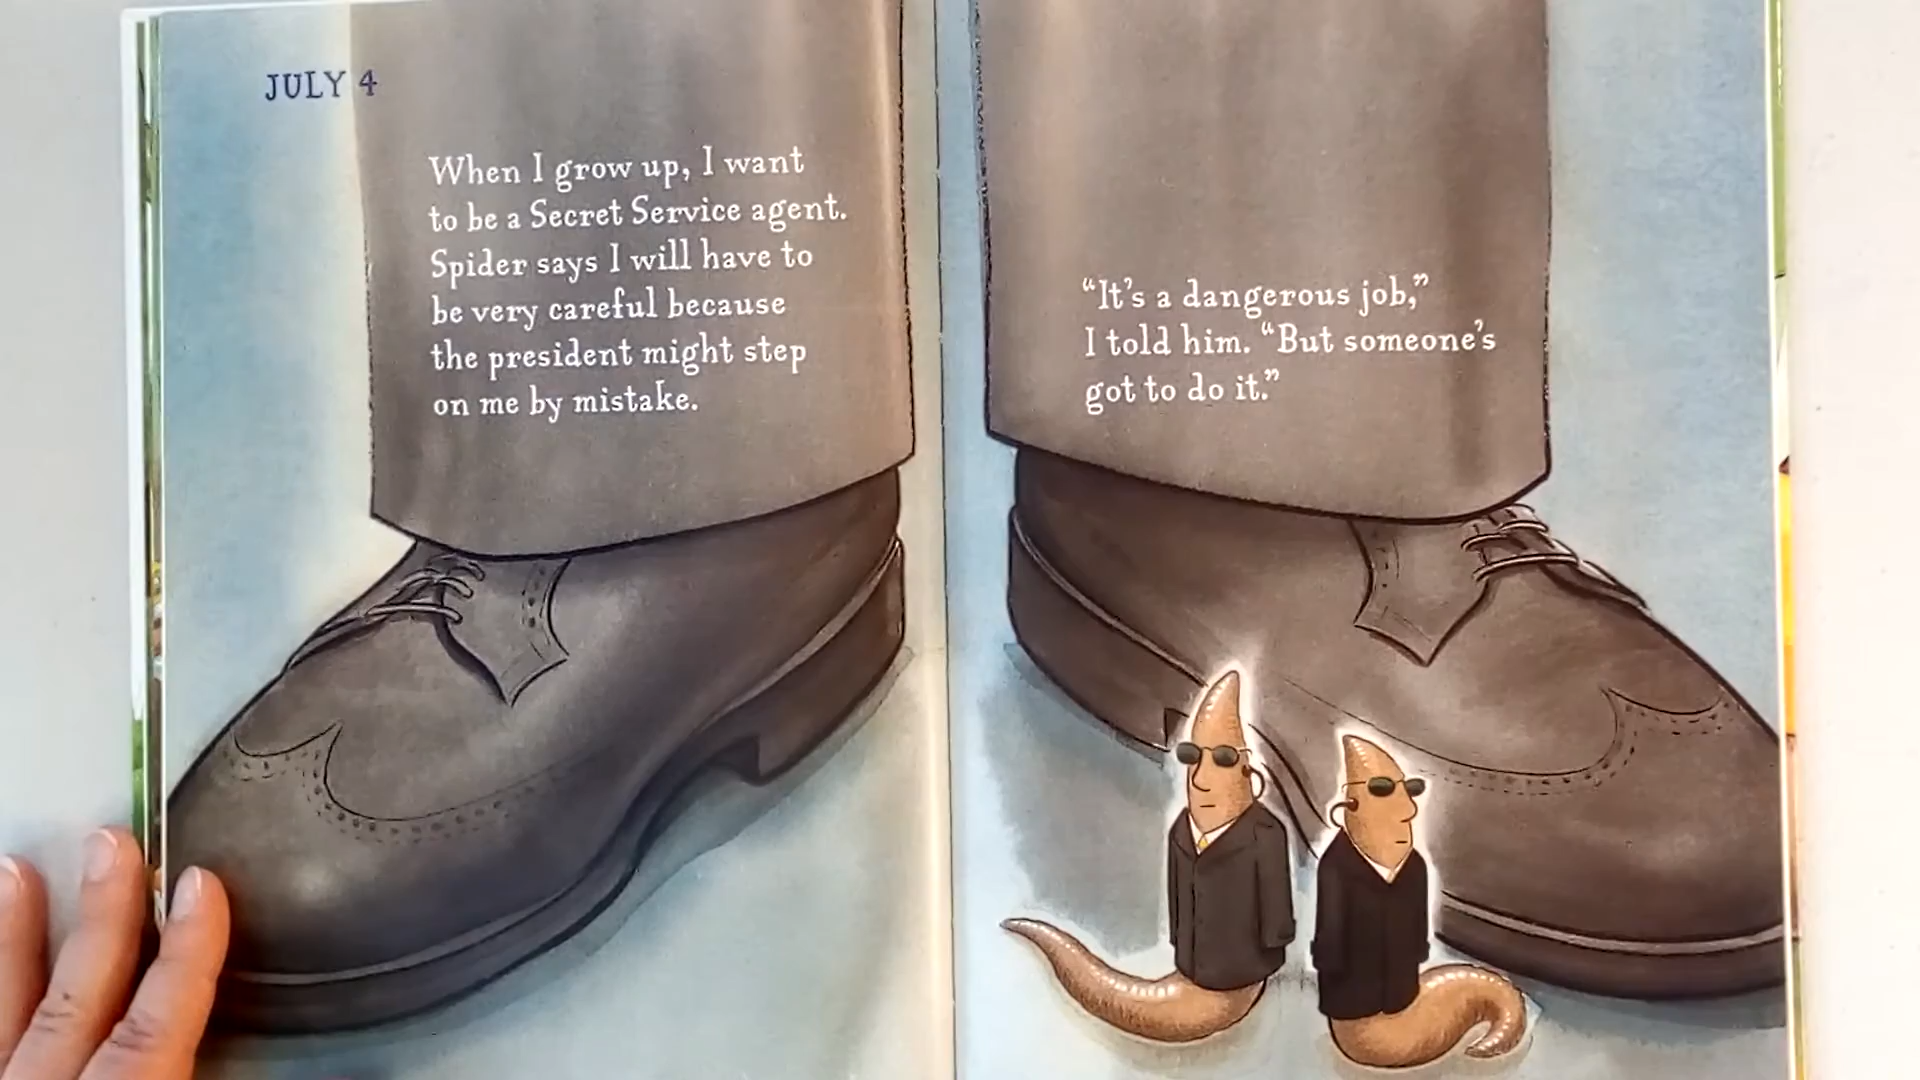 JULY 4
When I grow up, I want
to be a Secret Service agent.
Spider says I will have to
be very careful because
the president might step
on me by mistake.
“It’s a dangerous job,”
I told him. “But someone’s
got to do it.”